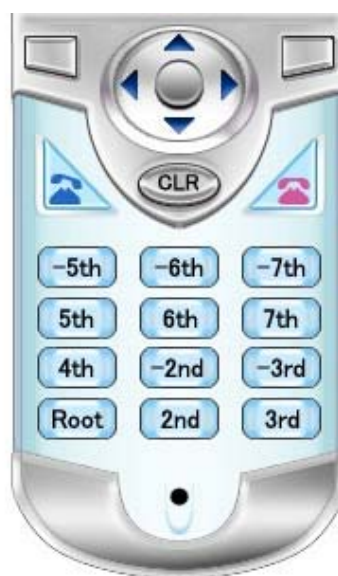 CLR
-5th -6th -7th
5th 6th 7th
4th -2nd -3rd
Root 2nd 3rd